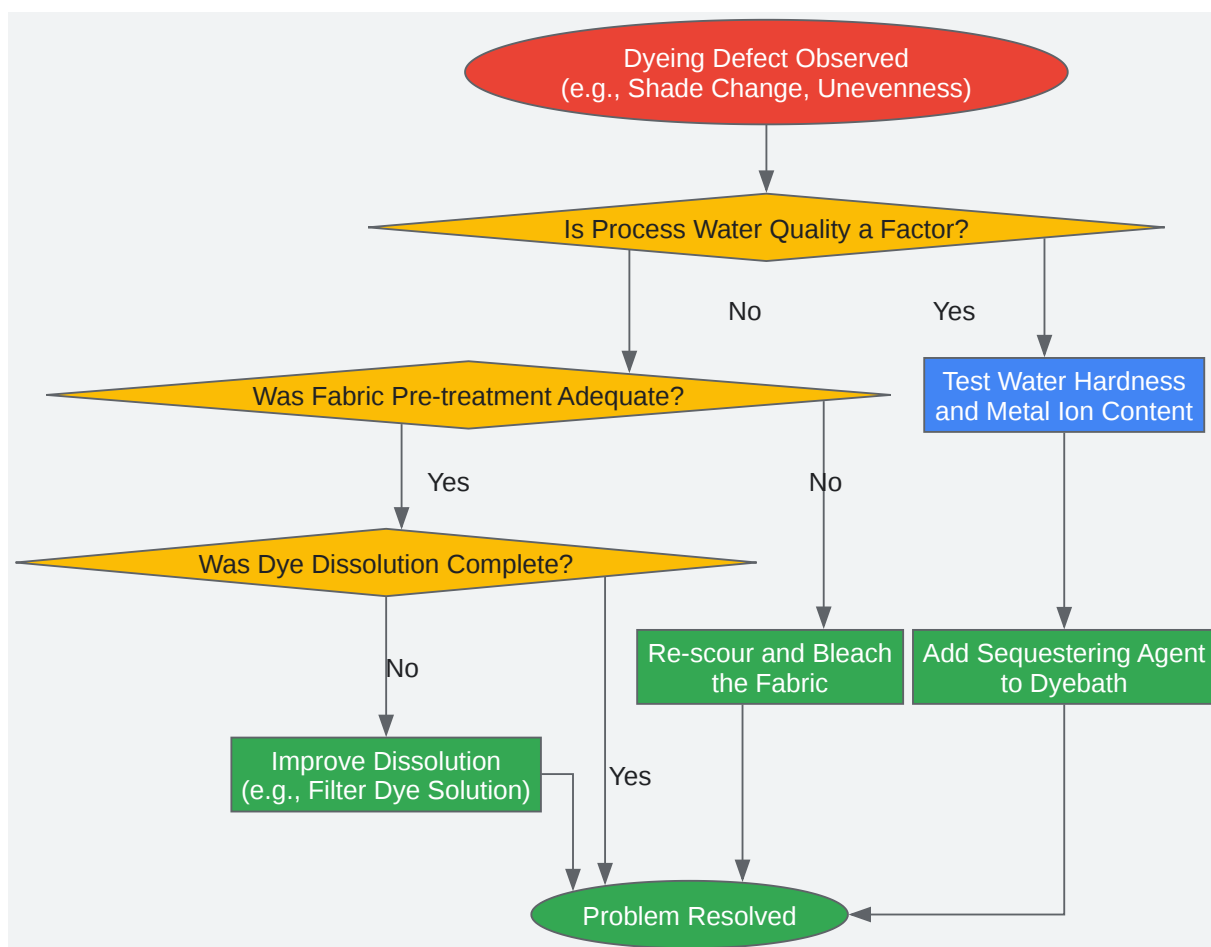 Dyeing Defect Observed
(e.g., Shade Change, Unevenness)
Is Process Water Quality a Factor?
No
Yes
Was Fabric Pre-treatment Adequate?
Test Water Hardness
and Metal Ion Content
Yes
No
Was Dye Dissolution Complete?
No
Re-scour and Bleach
the Fabric
Add Sequestering Agent
to Dyebath
Improve Dissolution
(e.g., Filter Dye Solution)
Yes
Problem Resolved